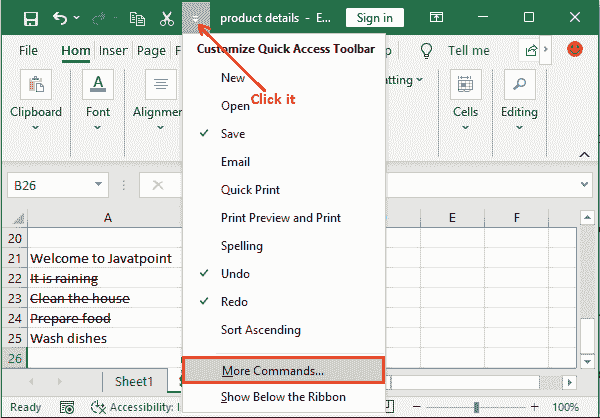 product details - E...
Sign in
File
Hom
Inser
Page
Tell me
Customize Quick Access Toolbar
New
Click it
Open
Save
Email
Quick Print
Print Preview and Print
Spelling
Undo
Redo
Sort Ascending
More Commands...
Show Below the Ribbon
Clipboard
Font
Alignment
atting
Cells
Editing
B26
A
E
F
20
21 Welcome to Javatpoint
22 It is raining
23 Clean the house
24 Prepare food
25 Wash dishes
26
Sheet1
Ready
Accessibility: I
100%